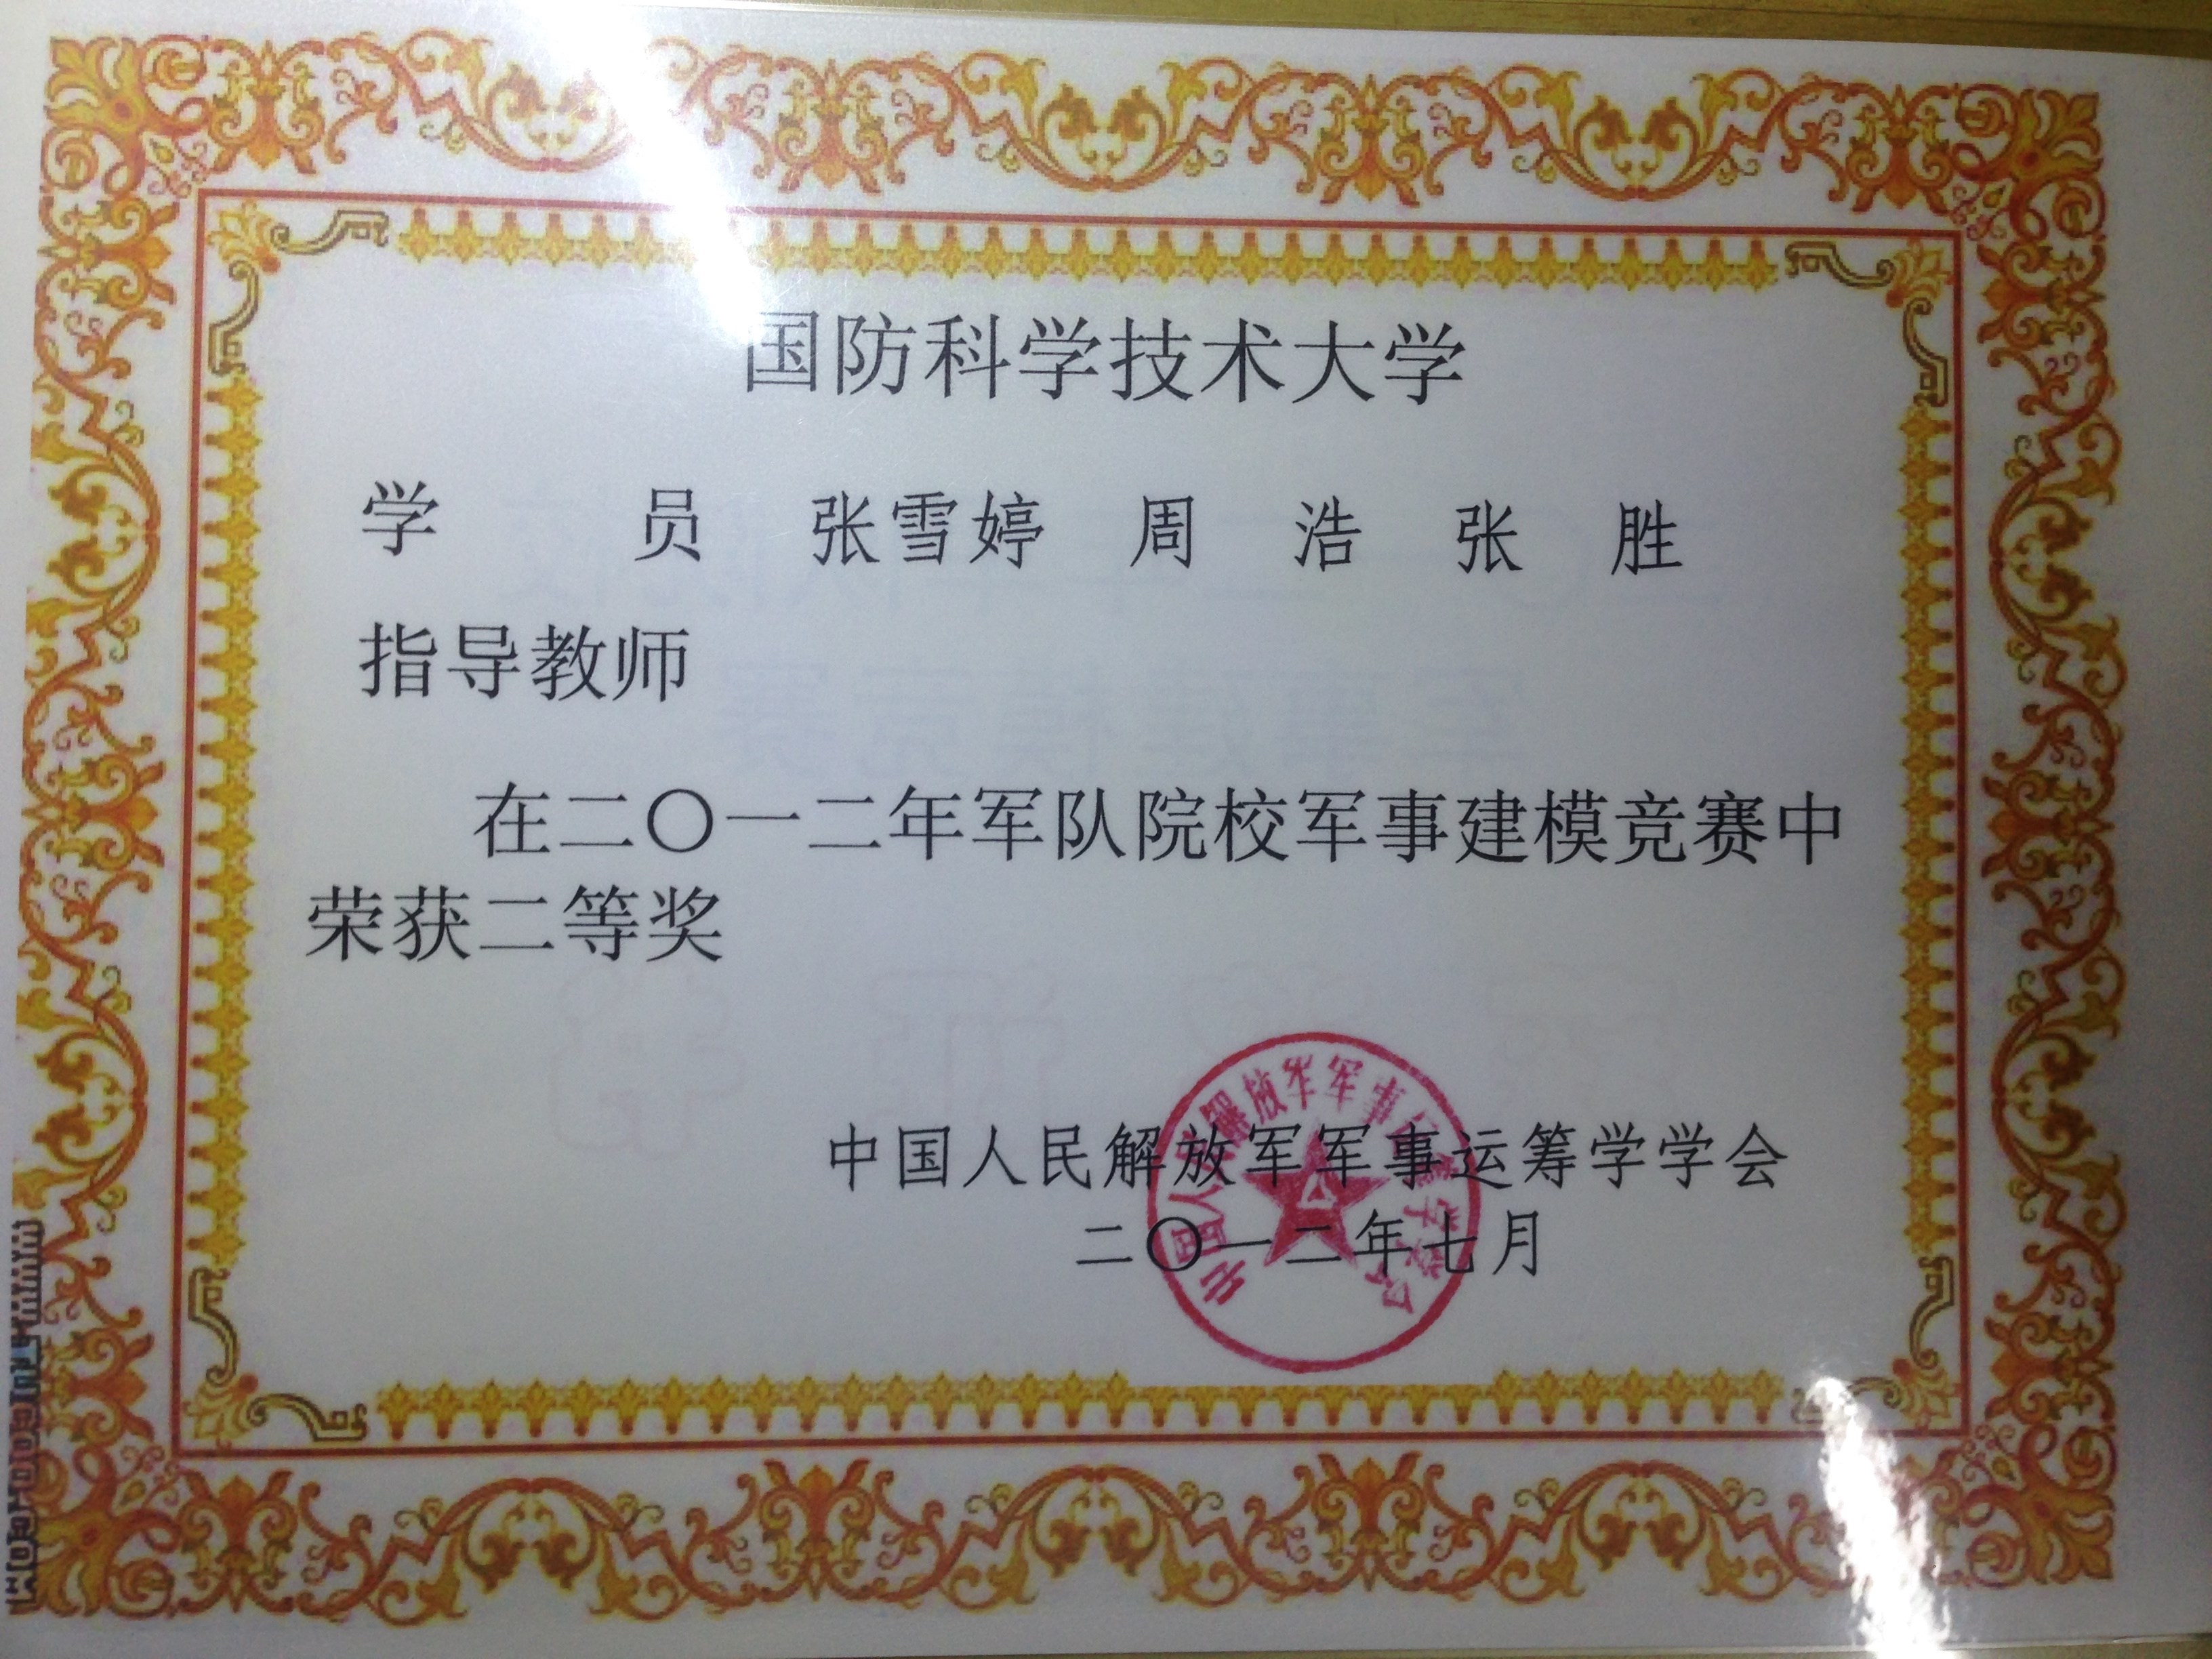 国防科学技术大学
学 员 张雪婷 周 浩 张 胜
指导教师
在二〇一二年军队院校军事建模竞赛中
荣获二等奖
中国人民解放军军事运筹学学会
二〇一二年七月
中国人民解放军军事运筹学学会